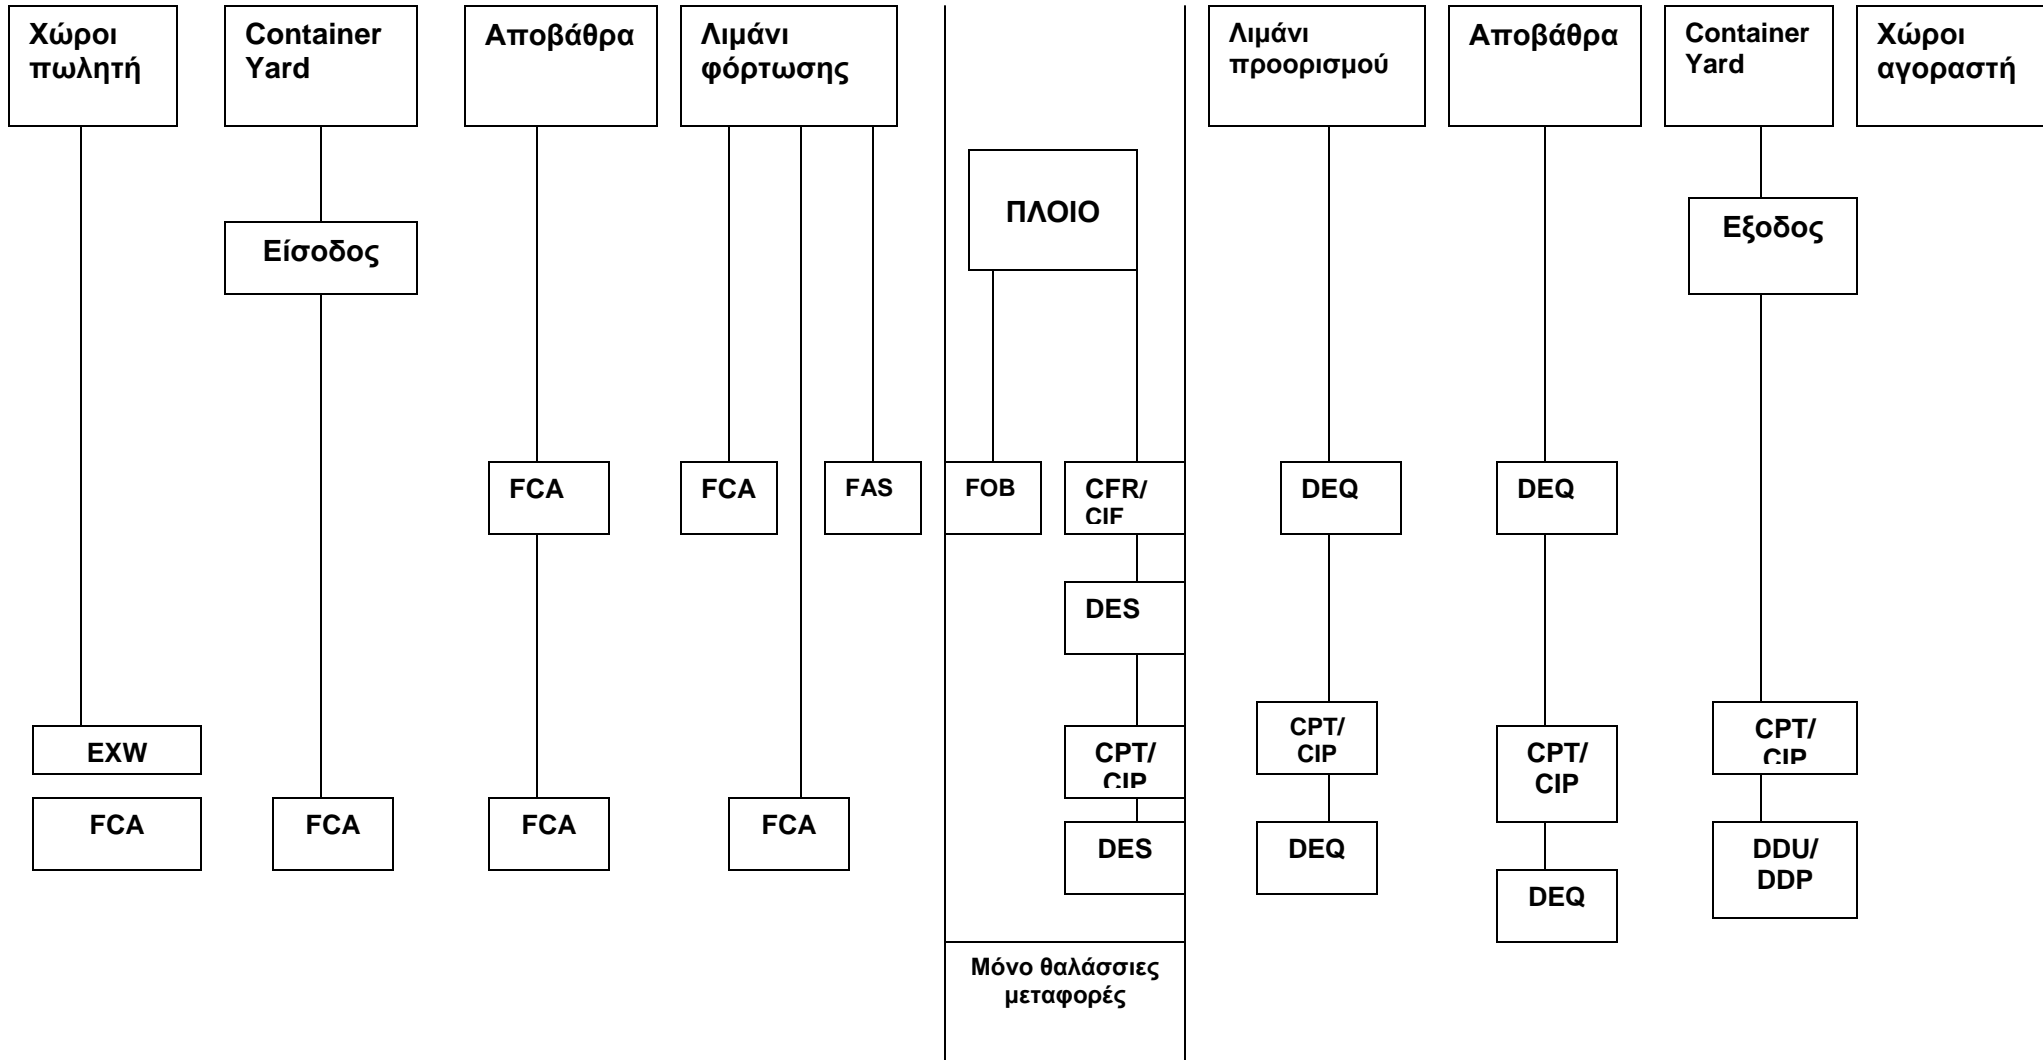 Χώροι
πωλητή
Container
Yard
Αποβάθρα
Λιμάνι
φόρτωσης
Λιμάνι
προορισμού
Αποβάθρα
Container
Yard
Χώροι
αγοραστή
ΠΛΟΙΟ
Είσοδος
Εξοδος
FCA
FCA
FAS
FOB
CFR/
CIF
DEQ
DEQ
DES
EXW
CPT/
CIP
CPT/
CIP
CPT/
CIP
CPT/
CIP
FCA
FCA
FCA
FCA
DES
DEQ
DEQ
DDU/
DDP
Μόνο θαλάσσιες
μεταφορές